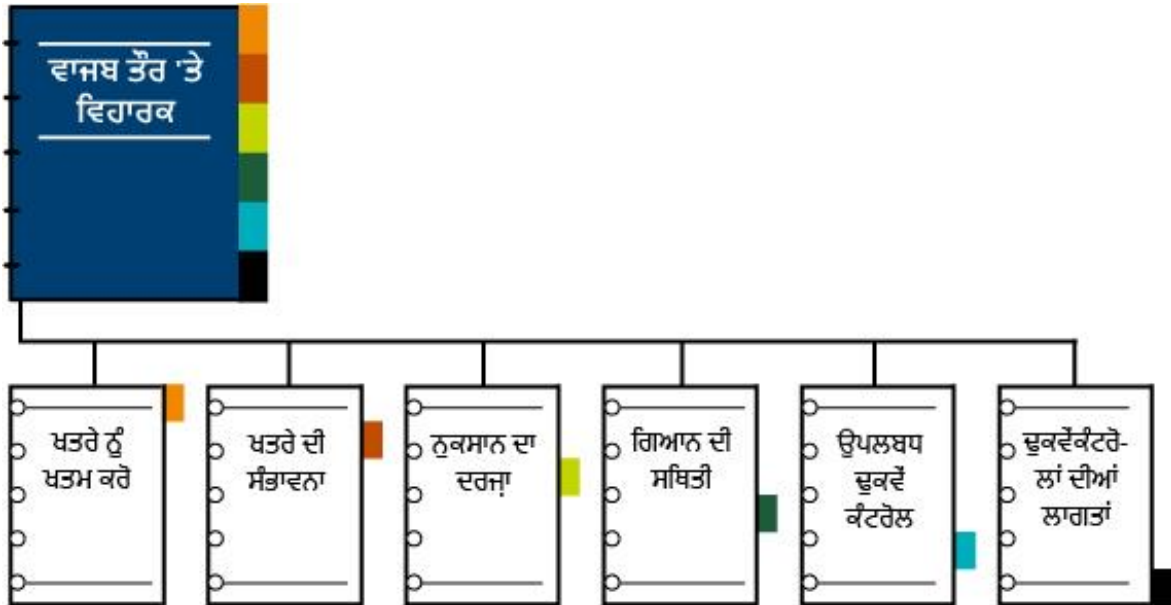 ਵਾਜਬ ਤੌਰ 'ਤੇ
ਵਿਹਾਰਕ
ਖਤਰੇ ਨੂੰ
ਖਤਮ ਕਰੋ
ਖਤਰੇ ਦੀ
ਸੰਭਾਵਨਾ
ਨੁਕਸਾਨ ਦਾ
ਦਰਜਾ਼
ਗਿਆਨ ਦੀ
ਸਥਿਤੀ
ਉਪਲਬਧ
ਢੁਕਵੇਂ
ਕੰਟਰੋਲ
ਢੁਕਵੇਂਕੰਟਰੋ-
ਲਾਂ ਦੀਆਂ
ਲਾਗਤਾਂ